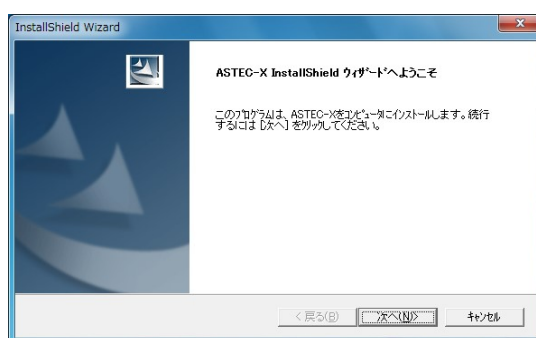 InstallShield Wizard
ASTEC-X InstallShield ウィザードへようこそ
このプログラムは、ASTEC-Xをコンピュータにインストールします。続行
するには [次へ] をクリックしてください。
< 戻る(B)
次へ(N)>
キャンセル